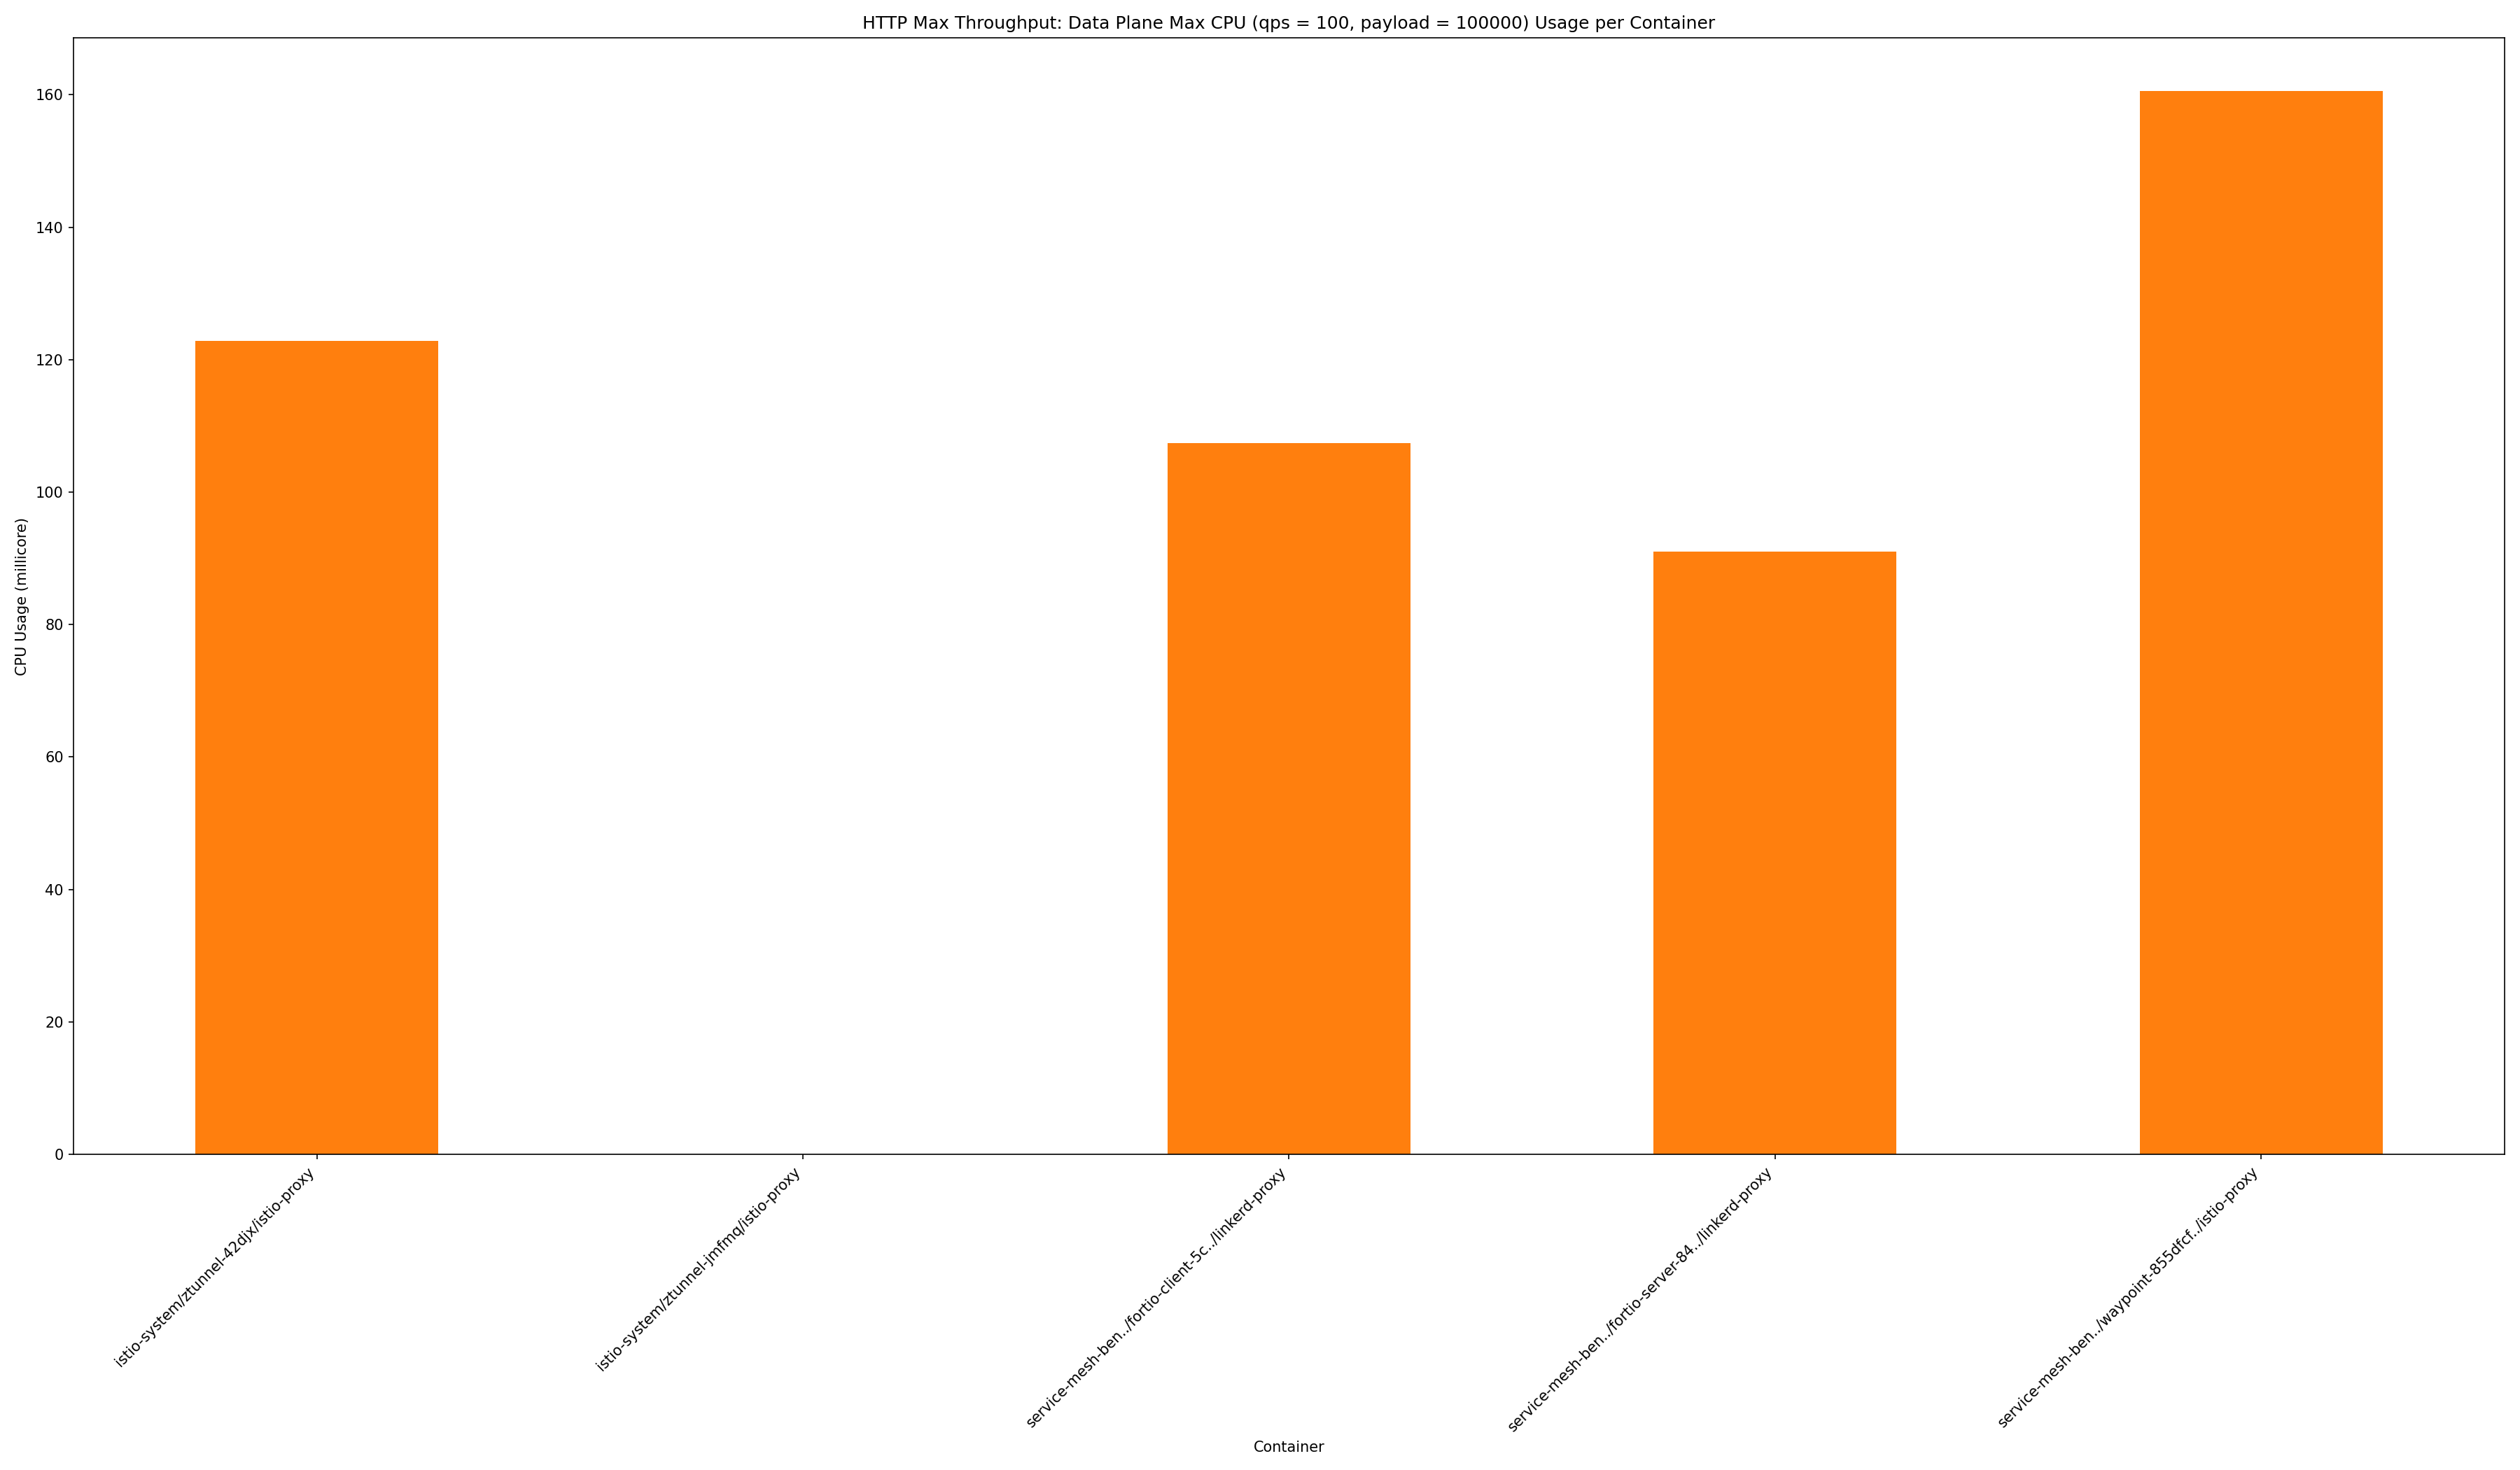 HTTP Max Throughput: Data Plane Max CPU (qps = 100, payload = 100000) Usage per Container
CPU Usage (millicore)
160
140
120
100
80
60
40
20
0
istio-system/ztunnel-42djx/istio-proxy
istio-system/ztunnel-jmfmq/istio-proxy
service-mesh-ben../fortio-client-5c../linkerd-proxy
service-mesh-ben../fortio-server-84../linkerd-proxy
service-mesh-ben../waypoint-855dfcf../istio-proxy
Container